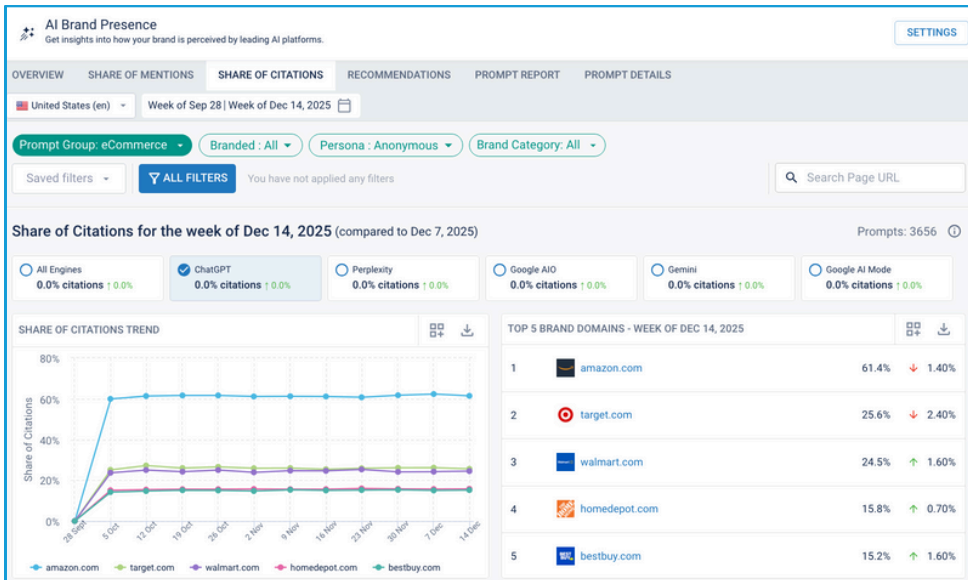 AI Brand Presence
Get insights into how your brand is perceived by leading AI platforms.
SETTINGS
OVERVIEW SHARE OF MENTIONS SHARE OF CITATIONS RECOMMENDATIONS PROMPT REPORT PROMPT DETAILS
United States (en) Week of Sep 28 | Week of Dec 14, 2025
Prompt Group: eCommerce Branded : All Persona : Anonymous Brand Category: All
Saved filters ALL FILTERS You have not applied any filters Search Page URL
Share of Citations for the week of Dec 14, 2025 (compared to Dec 7, 2025) Prompts: 3656
All Engines ChatGPT Perplexity Google AIO Gemini Google AI Mode
0.0% citations ↑ 0.0% 0.0% citations ↑ 0.0% 0.0% citations ↑ 0.0% 0.0% citations ↑ 0.0% 0.0% citations ↑ 0.0% 0.0% citations ↑ 0.0%
SHARE OF CITATIONS TREND
Share of Citations
80%
60%
40%
20%
0%
28 Sept 5 Oct 12 Oct 19 Oct 26 Oct 2 Nov 9 Nov 16 Nov 23 Nov 30 Nov 7 Dec 14 Dec
amazon.com target.com walmart.com homedepot.com bestbuy.com
TOP 5 BRAND DOMAINS - WEEK OF DEC 14, 2025
1 amazon.com 61.4% ↓ 1.40%
2 target.com 25.6% ↓ 2.40%
3 walmart.com 24.5% ↑ 1.60%
4 homedepot.com 15.8% ↑ 0.70%
5 bestbuy.com 15.2% ↑ 1.60%